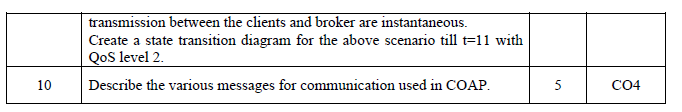 transmission between the clients and broker are instantaneous.
Create a state transition diagram for the above scenario till t=11 with
QoS level 2.
10 Describe the various messages for communication used in COAP. 5 CO4